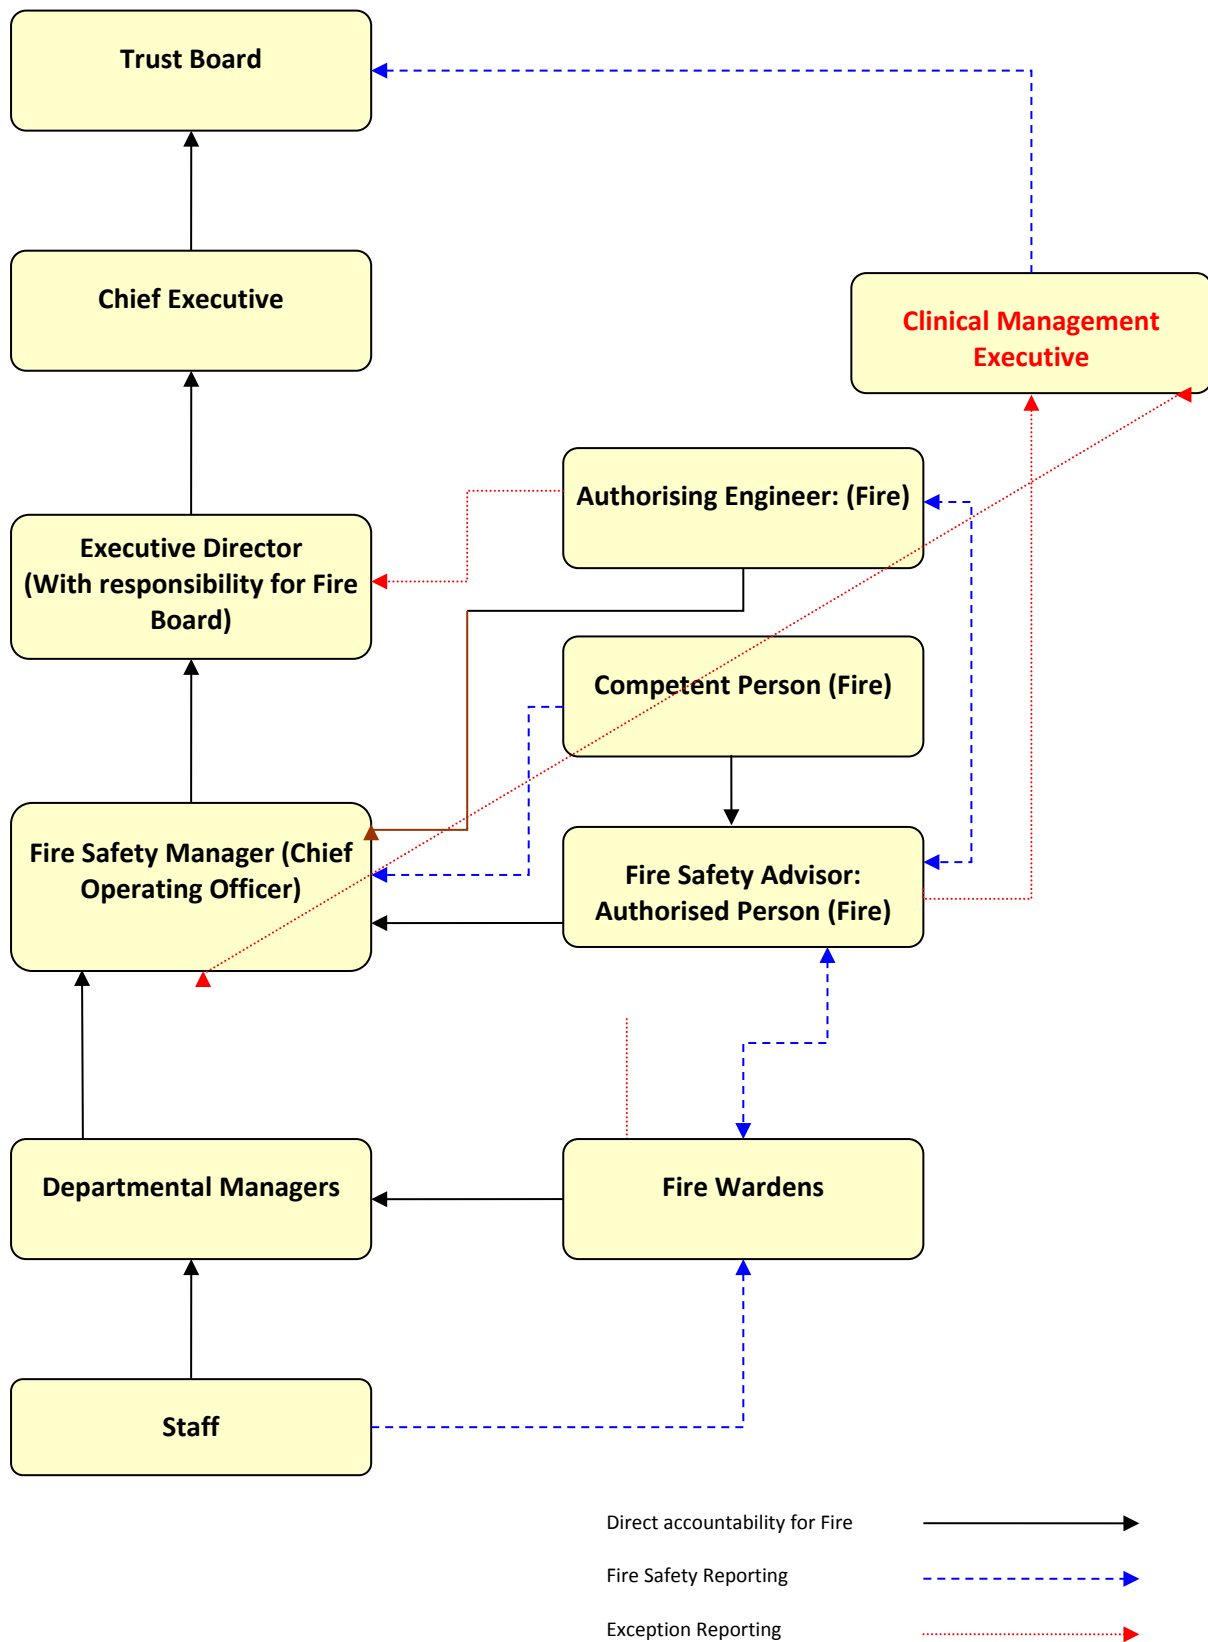 Trust Board
Chief Executive
Clinical Management
Executive
Authorising Engineer: (Fire)
Executive Director
(With responsibility for Fire
Board)
Competent Person (Fire)
Fire Safety Manager (Chief
Operating Officer)
Fire Safety Advisor:
Authorised Person (Fire)
Departmental Managers
Fire Wardens
Staff
Direct accountability for Fire
Fire Safety Reporting
Exception Reporting